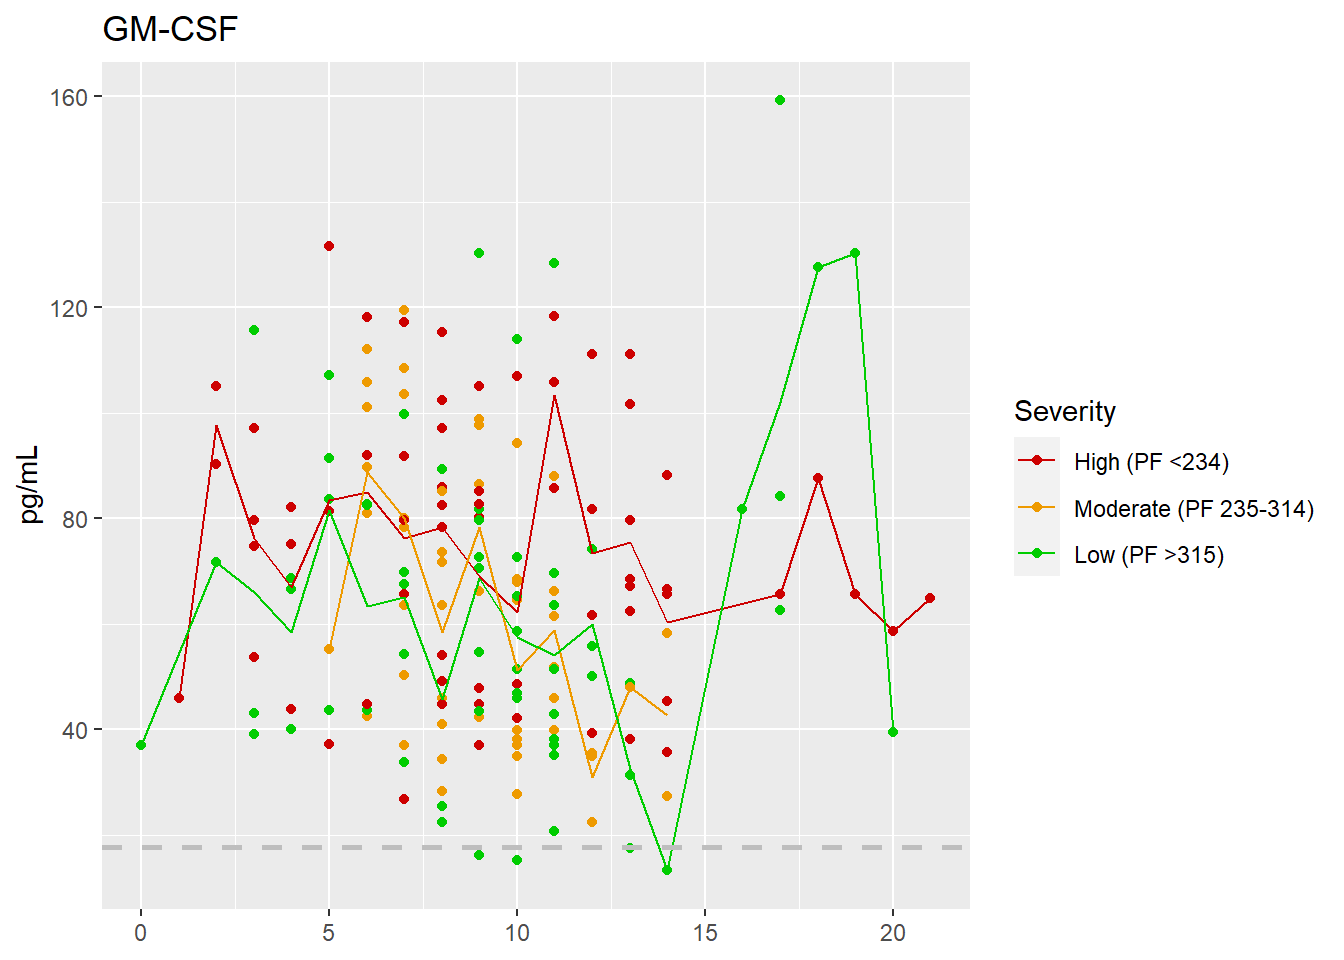 GM-CSF
160
120
80
40
pg/mL
0 5 10 15 20
Severity
High (PF <234)
Moderate (PF 235-314)
Low (PF >315)